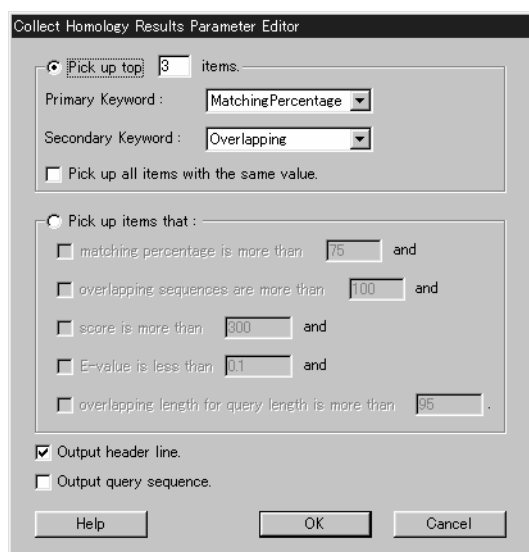 Collect Homology Results Parameter Editor
Pick up top 3 items.
Primary Keyword : MatchingPercentage
Secondary Keyword : Overlapping
Pick up all items with the same value.
Pick up items that :
matching percentage is more than 75 and
overlapping sequences are more than 100 and
score is more than 300 and
E-value is less than 0.1 and
overlapping length for query length is more than 95 .
Output header line.
Output query sequence.
Help OK Cancel